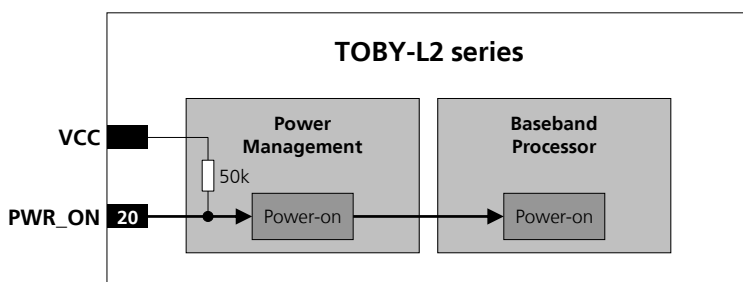 TOBY-L2 series
Power
Management
Baseband
Processor
VCC
50k
PWR_ON
20
Power-on
Power-on